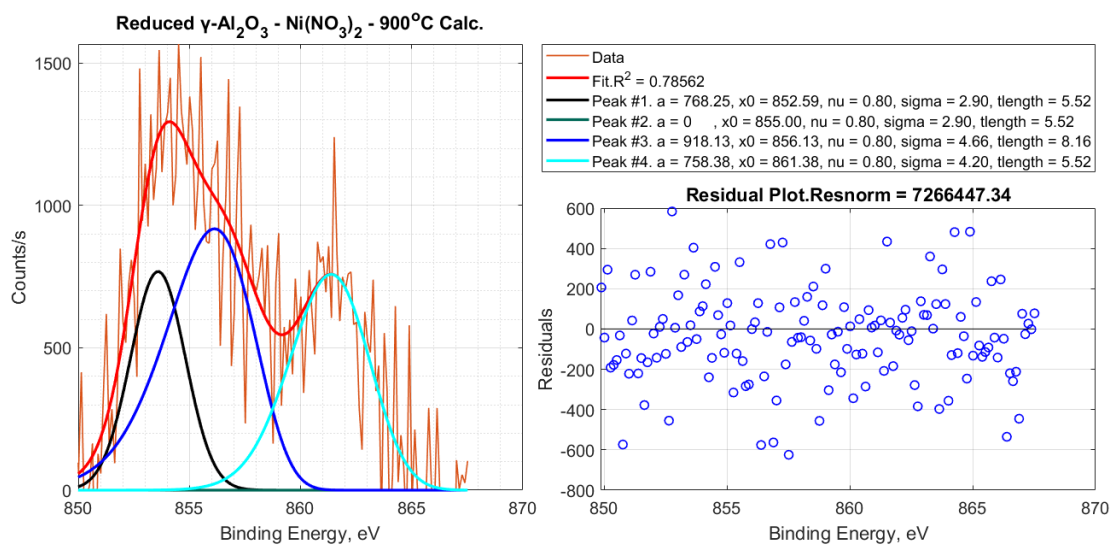 Reduced γ-Al2O3 - Ni(NO3)2 - 900°C Calc.
1500
1000
500
0
Counts/s
850 855 860 865 870
Binding Energy, eV
Data
Fit.R² = 0.78562
Peak #1. a = 768.25, x0 = 852.59, nu = 0.80, sigma = 2.90, tlength = 5.52
Peak #2. a = 0 , x0 = 855.00, nu = 0.80, sigma = 2.90, tlength = 5.52
Peak #3. a = 918.13, x0 = 856.13, nu = 0.80, sigma = 4.66, tlength = 8.16
Peak #4. a = 758.38, x0 = 861.38, nu = 0.80, sigma = 4.20, tlength = 5.52
Residual Plot.Resnorm = 7266447.34
600
400
200
0
-200
-400
-600
-800
Residuals
850 855 860 865 870
Binding Energy, eV